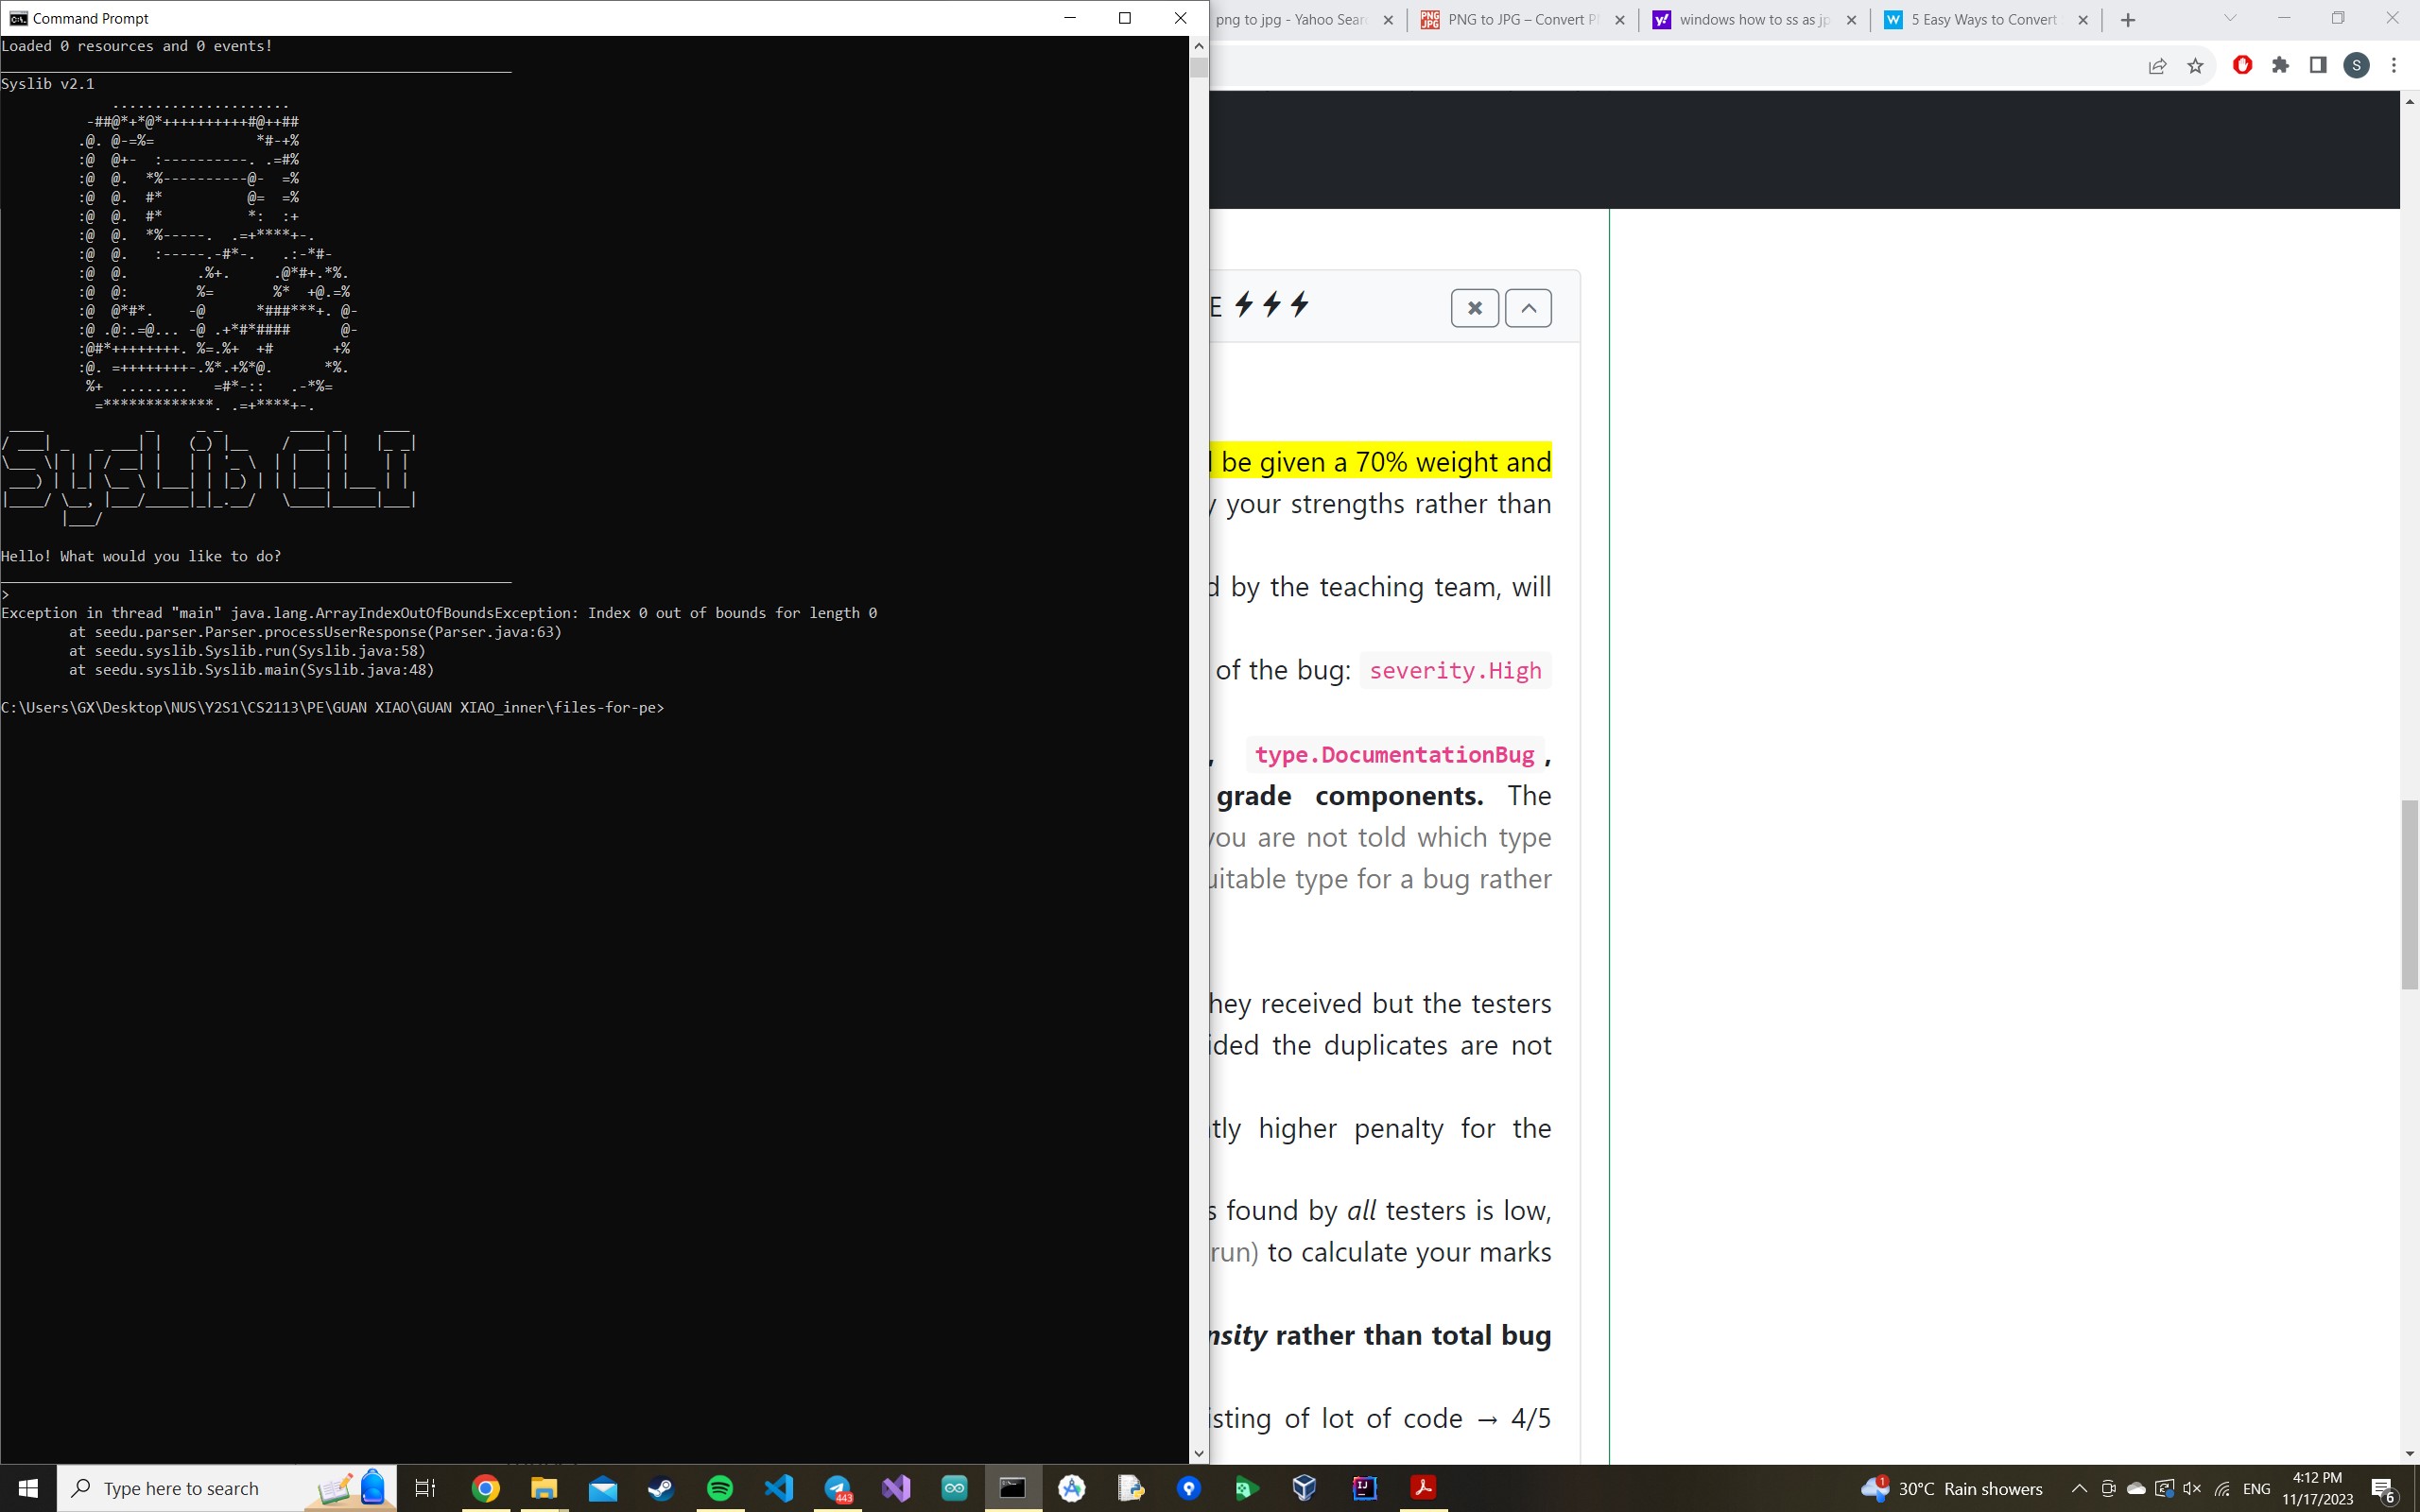 Command Prompt
png to jpg - Yahoo Sear
PNG to JPG – Convert P
windows how to ss as jp
5 Easy Ways to Convert
S
Loaded 0 resources and 0 events!
Syslib v2.1
.....................
-##@*+*@*++++++++++#@++##
.@. @-=%=            *#-+%
:@  @+-  :----------. .=#%
:@  @.  *%----------@-  =%
:@  @.  #*          @=  =%
:@  @.  #*          *:  :+
:@  @.  *%-----.  .=+****+-.
:@  @.   :-----.-#*-.   .:-*#-
:@  @.        .%+.     .@*#+.*%.
:@  @:        %=       %*  +@.=%
:@  @*#*.    -@      *###***+. @-
:@ .@:.=@... -@ .+*#*####      @-
:@#*++++++++. %=.%+  +#       +%
:@. =++++++++-.%*.+%*@.      *%.
%+  ........   =#*-::   .-*%=
=*************. .=+****+-.
SysLib CLI
Hello! What would you like to do?
>
Exception in thread "main" java.lang.ArrayIndexOutOfBoundsException: Index 0 out of bounds for length 0
at seedu.parser.Parser.processUserResponse(Parser.java:63)
at seedu.syslib.Syslib.run(Syslib.java:58)
at seedu.syslib.Syslib.main(Syslib.java:48)
C:\Users\GX\Desktop\NUS\Y2S1\CS2113\PE\GUAN XIAO\GUAN XIAO_inner\files-for-pe>
E
be given a 70% weight and
your strengths rather than
d by the teaching team, will
of the bug: severity.High
, type.DocumentationBug,
grade components. The
you are not told which type
uitable type for a bug rather
they received but the testers
ided the duplicates are not
tly higher penalty for the
s found by all testers is low,
run) to calculate your marks
nsity rather than total bug
isting of lot of code → 4/5
Type here to search
443
1
30°C Rain showers
ENG
4:12 PM
11/17/2023
6